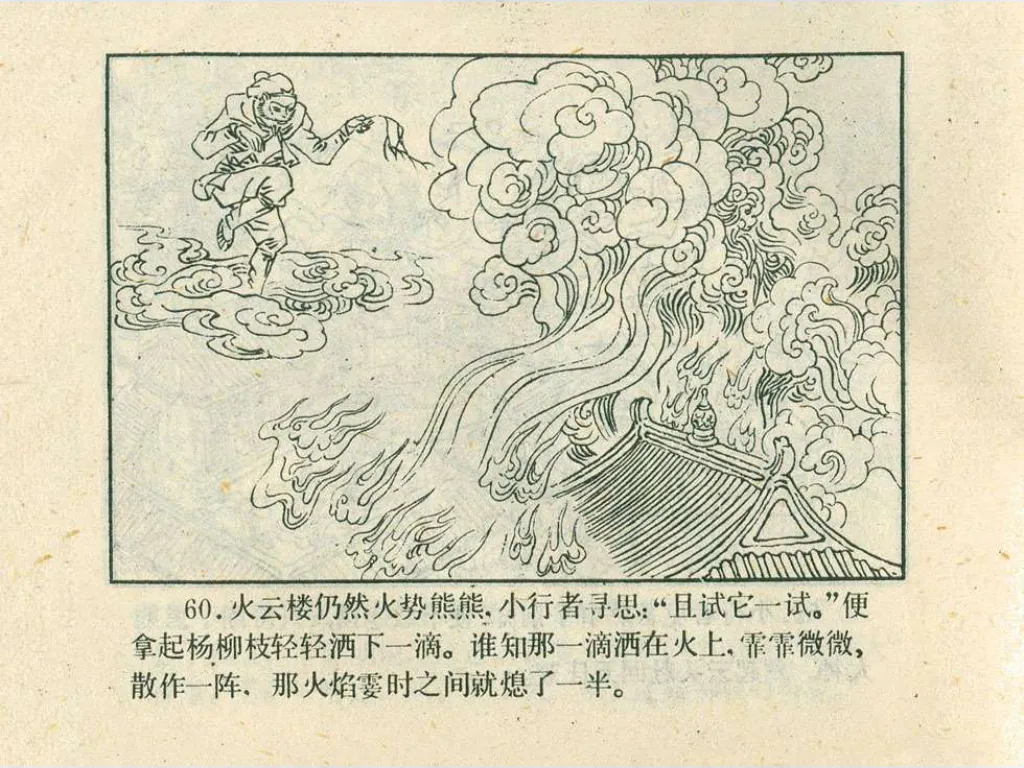 60. 火云楼仍然火势熊熊，小行者寻思：“且试它一试。”便
拿起杨柳枝轻轻洒下一滴。谁知那一滴洒在火上，霏霏微微，
散作一阵，那火焰霎时之间就熄了一半。